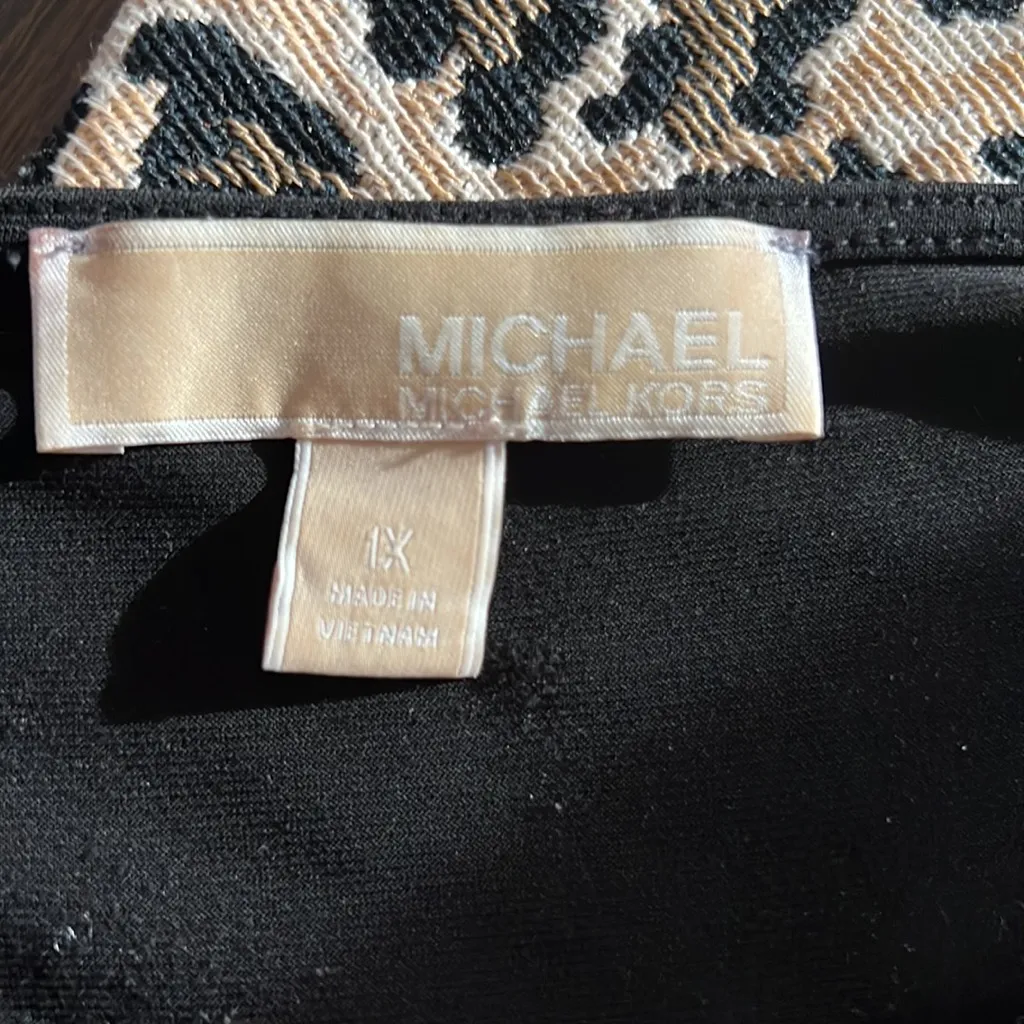 MICHAEL
MICHAEL KORS
1X
MADE IN
VIETNAM